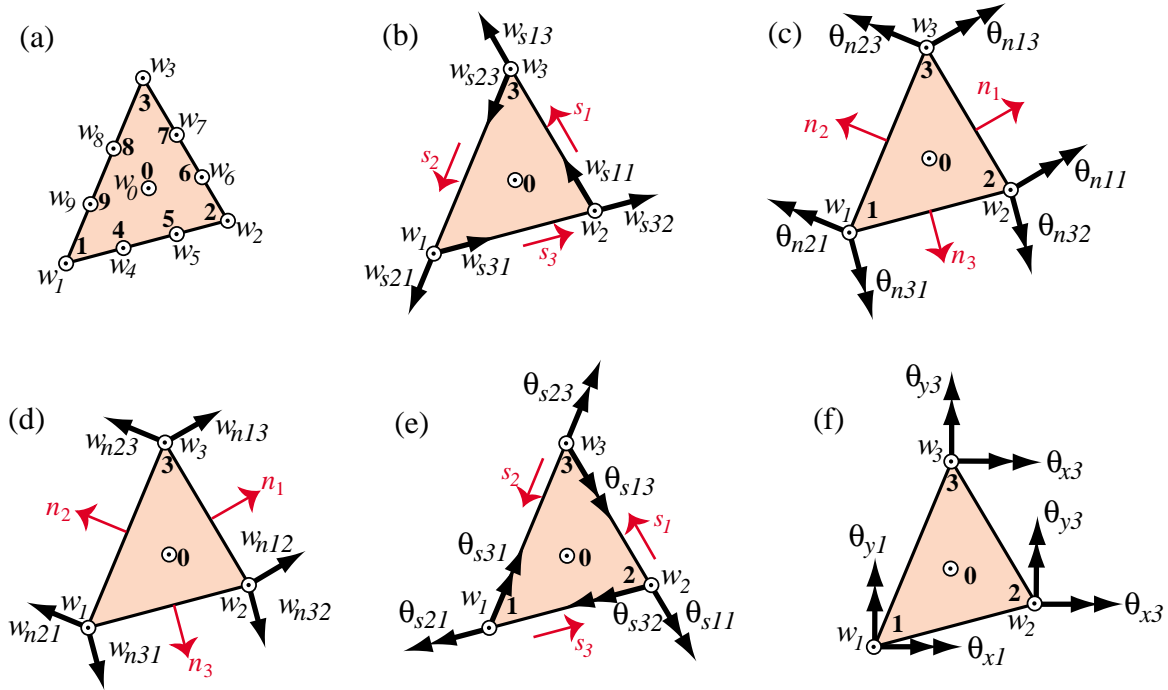 (a)
w3
3
w8
8
7
w7
0
w0
6
w6
w9
9
4
5
2
w2
1
w1
w4
w5
(b)
ws13
ws23
w3
3
s1
s2
ws11
0
w1
w2
ws32
ws31
s3
ws21
(c)
θn23
w3
θn13
3
n1
n2
0
2
θn11
w1
1
w2
θn21
n3
θn32
θn31
(d)
wn23
wn13
w3
3
n1
n2
wn12
0
w1
w2
wn32
wn21
wn31
n3
(e)
θs23
w3
3
s2
θs13
s1
θs31
0
2
w2
w1
1
θs21
θs32
θs11
s3
(f)
θy3
w3
θx3
3
θy1
θy3
0
2
1
w2
θx3
w1
θx1